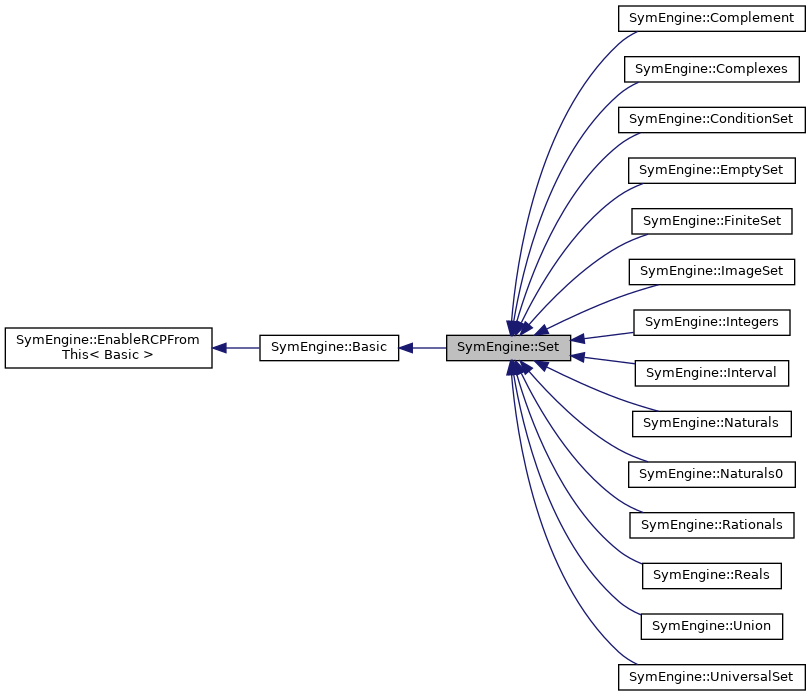 SymEngine::Complement
SymEngine::Complexes
SymEngine::ConditionSet
SymEngine::EmptySet
SymEngine::FiniteSet
SymEngine::ImageSet
SymEngine::Integers
SymEngine::EnableRCPFrom
This< Basic >
SymEngine::Basic
SymEngine::Set
SymEngine::Interval
SymEngine::Naturals
SymEngine::Naturals0
SymEngine::Rationals
SymEngine::Reals
SymEngine::Union
SymEngine::UniversalSet